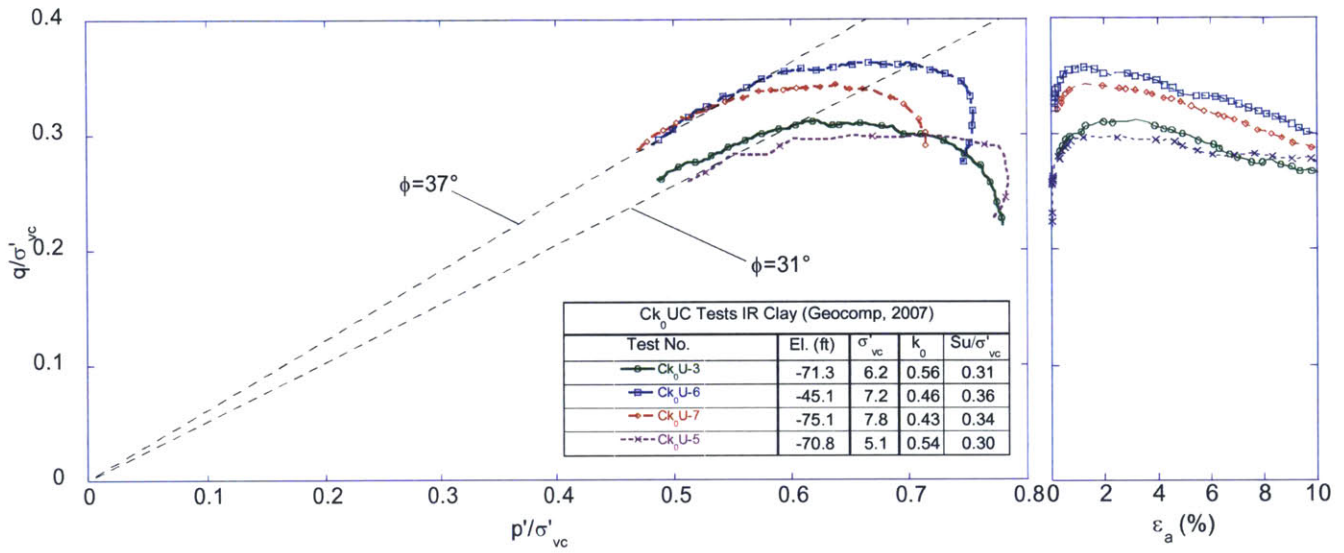 0.4
0.3
0.2
0.1
0
q/σ'vc
0 0.1 0.2 0.3 0.4 0.5 0.6 0.7 0.8
p'/σ'vc
ϕ=37°
ϕ=31°
Ck0UC Tests IR Clay (Geocomp, 2007)
Test No. El. (ft) σ'vc k0 Su/σ'vc
Ck0U-3 -71.3 6.2 0.56 0.31
Ck0U-6 -45.1 7.2 0.46 0.36
Ck0U-7 -75.1 7.8 0.43 0.34
Ck0U-5 -70.8 5.1 0.54 0.30
0 2 4 6 8 10
εa (%)